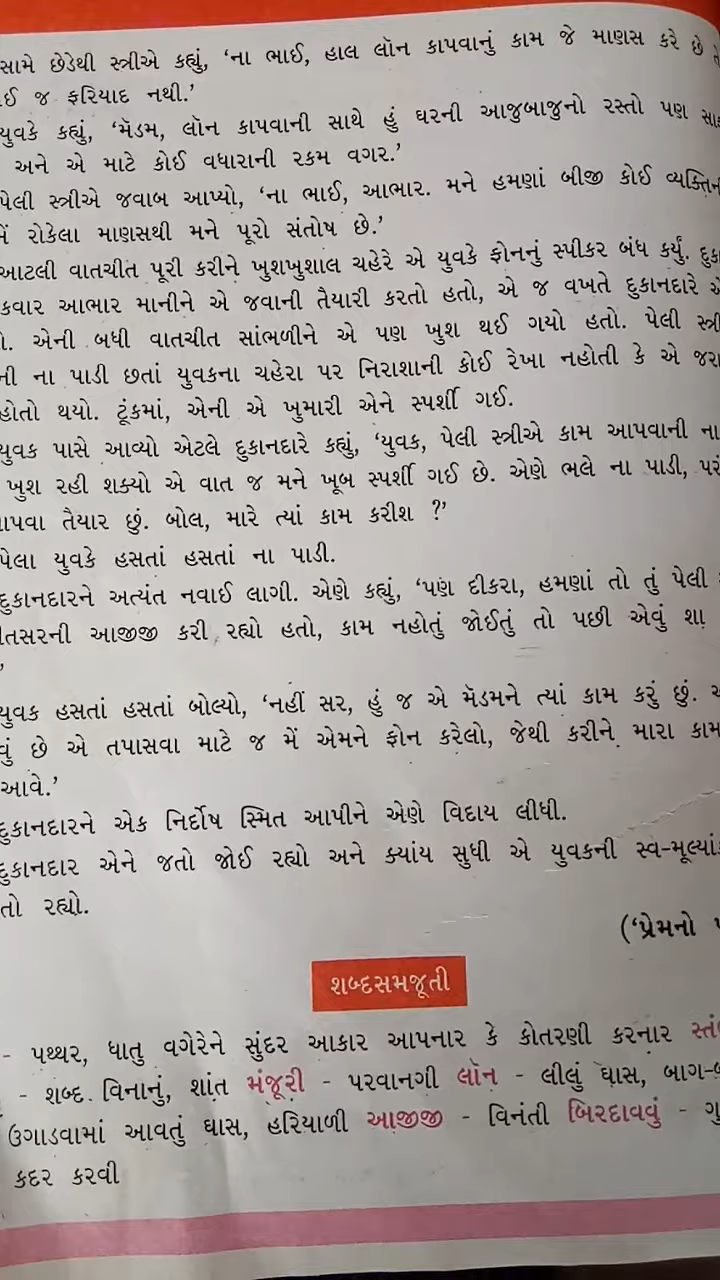 સામે છેડેથી સ્ત્રીએ કહ્યું, ‘ના ભાઈ, હાલ લૉન કાપવાનું કામ જે માણસ કરે છે
ઈ જ ફરિયાદ નથી.’
યુવકે કહ્યું, ‘મૅડમ, લૉન કાપવાની સાથે હું ઘરની આજુબાજુનો રસ્તો પણ
અને એ માટે કોઈ વધારાની રકમ વગર.’
પેલી સ્ત્રીએ જવાબ આપ્યો, ‘ના ભાઈ, આભાર. મને હમણાં બીજી કોઈ
મેં રોકેલા માણસથી મને પૂરો સંતોષ છે.’
આટલી વાતચીત પૂરી કરીને ખુશખુશાલ ચહેરે એ યુવકે ફોનનું સ્પીકર બંધ કર્યું.
કવાર આભાર માનીને એ જવાની તૈયારી કરતો હતો, એ જ વખતે દુકાનદારે
. એની બધી વાતચીત સાંભળીને એ પણ ખુશ થઈ ગયો હતો. પેલી
ની ના પાડી છતાં યુવકના ચહેરા પર નિરાશાની કોઈ રેખા નહોતી કે એ જરા
હોતો થયો. ટૂંકમાં, એની એ ખુમારી એને સ્પર્શી ગઈ.
યુવક પાસે આવ્યો એટલે દુકાનદારે કહ્યું, ‘યુવક, પેલી સ્ત્રીએ કામ આપવાની ના
ખુશ રહી શક્યો એ વાત જ મને ખૂબ સ્પર્શી ગઈ છે. એણે ભલે ના પાડી,
ાપવા તૈયાર છું. બોલ, મારે ત્યાં કામ કરીશ ?’
પેલા યુવકે હસતાં હસતાં ના પાડી.
દુકાનદારને અત્યંત નવાઈ લાગી. એણે કહ્યું, ‘પણ દીકરા, હમણાં તો તું પેલી
તસરની આજીજી કરી રહ્યો હતો, કામ નહોતું જોઈતું તો પછી એવું શા
’
યુવક હસતાં હસતાં બોલ્યો, ‘નહીં સર, હું જ એ મૅડમને ત્યાં કામ કરું છું.
વું છે એ તપાસવા માટે જ મેં એમને ફોન કરેલો, જેથી કરીને મારા કામ
આવે.’
દુકાનદારને એક નિર્દોષ સ્મિત આપીને એણે વિદાય લીધી.
દુકાનદાર એને જતો જોઈ રહ્યો અને ક્યાંય સુધી એ યુવકની સ્વ-મૂલ્યાં
તો રહ્યો.
(‘પ્રેમનો
શબ્દસમજૂતી
- પથ્થર, ધાતુ વગેરેને સુંદર આકાર આપનાર કે કોતરણી કરનાર
- શબ્દ વિનાનું, શાંત મંજૂરી - પરવાનગી લૉન - લીલું ઘાસ,
ઉગાડવામાં આવતું ઘાસ, હરિયાળી આજીજી - વિનંતી બિરદાવવું -
કદર કરવી